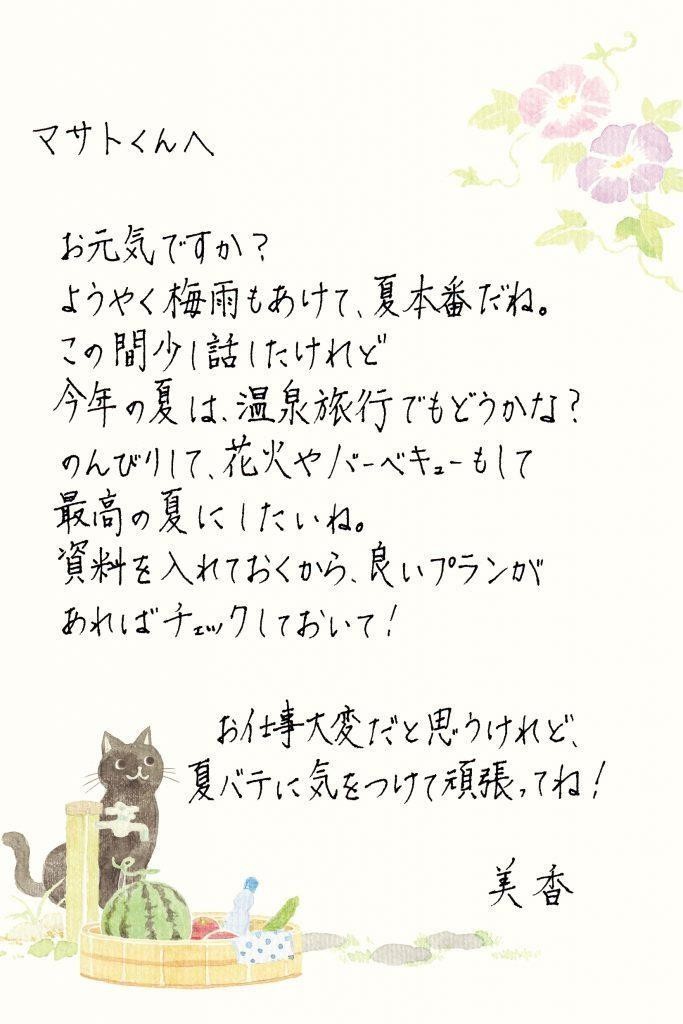 マサトくんへ
お元気ですか？
ようやく梅雨もあけて、夏本番だね。
この間少し話したけれど
今年の夏は、温泉旅行でもどうかな？
のんびりして、花火やバーベキューもして
最高の夏にしたいね。
資料を入れておくから、良いプランが
あればチェックしておいて！
お仕事大変だと思うけれど、
夏バテに気をつけて頑張ってね！
美香